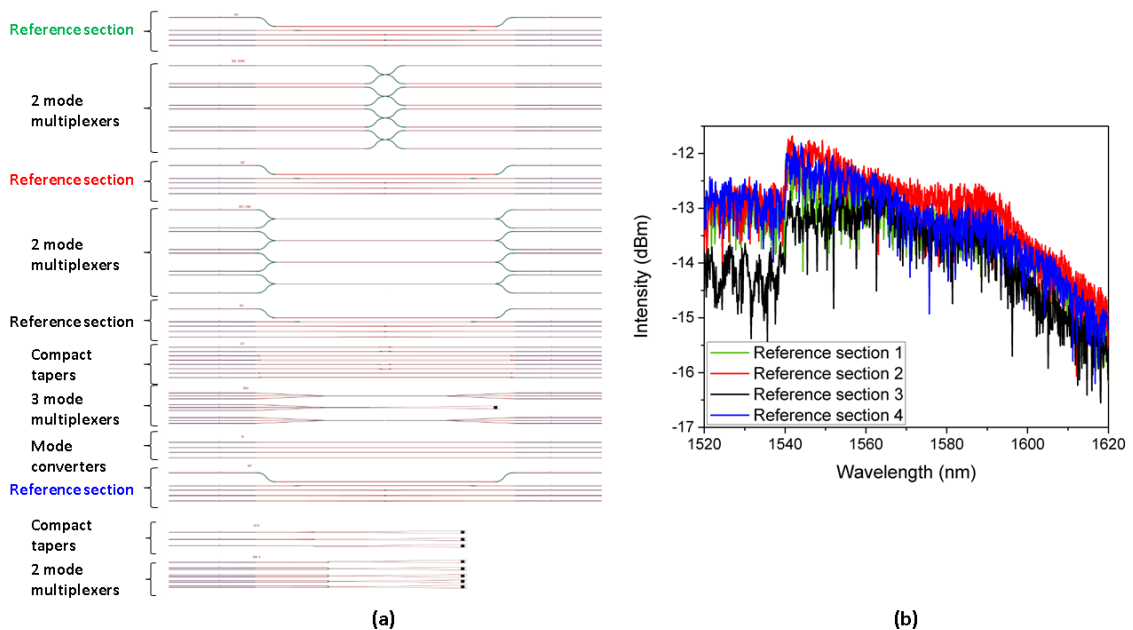 Reference section
2 mode
multiplexers
Reference section
2 mode
multiplexers
Reference section
Compact
tapers
3 mode
multiplexers
Mode
converters
Reference section
Compact
tapers
2 mode
multiplexers
(a)
-12
-13
-14
-15
-16
-17
Intensity (dBm)
Reference section 1
Reference section 2
Reference section 3
Reference section 4
1520 1540 1560 1580 1600 1620
Wavelength (nm)
(b)